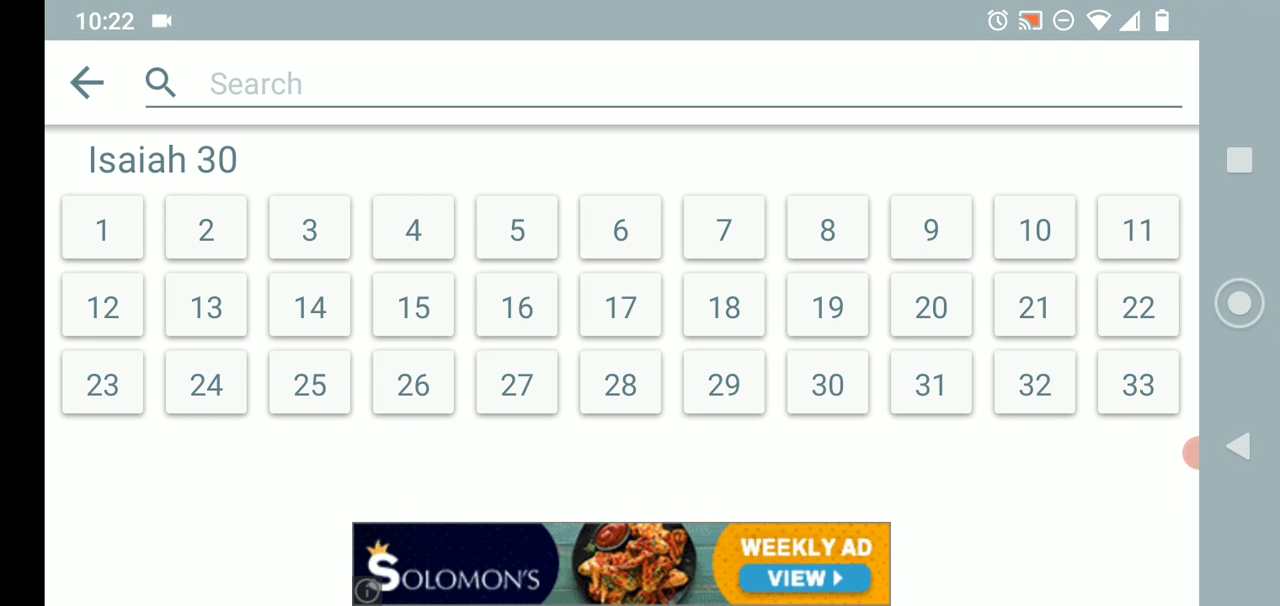 10:22
Search
Isaiah 30
1 2 3 4 5 6 7 8 9 10 11
12 13 14 15 16 17 18 19 20 21 22
23 24 25 26 27 28 29 30 31 32 33
SOLOMON'S
WEEKLY AD
VIEW